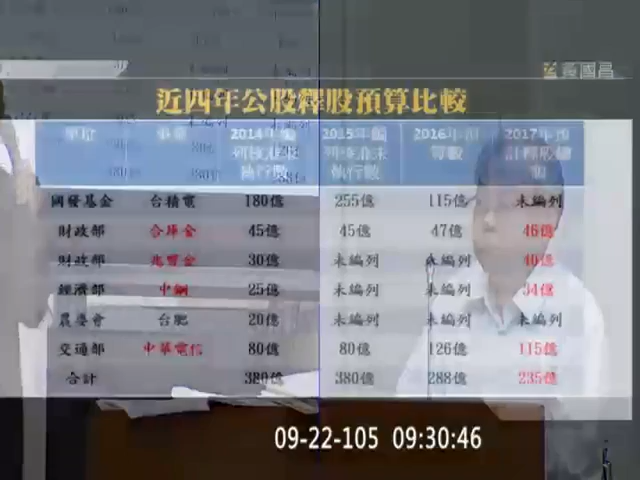 黃國昌
近四年公股釋股預算比較
單位 事業 2014年 2015年 2016年預 2017年預
算數
國發基金 台積電 180億 255億 115億 未編列
財政部 合庫金 45億 45億 47億 46億
財政部 兆豐金 30億 未編列 未編列 40億
經濟部 中鋼 25億 未編列 未編列 34億
農委會 台肥 20億 未編列 未編列 未編列
交通部 中華電信 80億 80億 126億 115億
合計 380億 380億 288億 235億
09-22-105 09:30:46